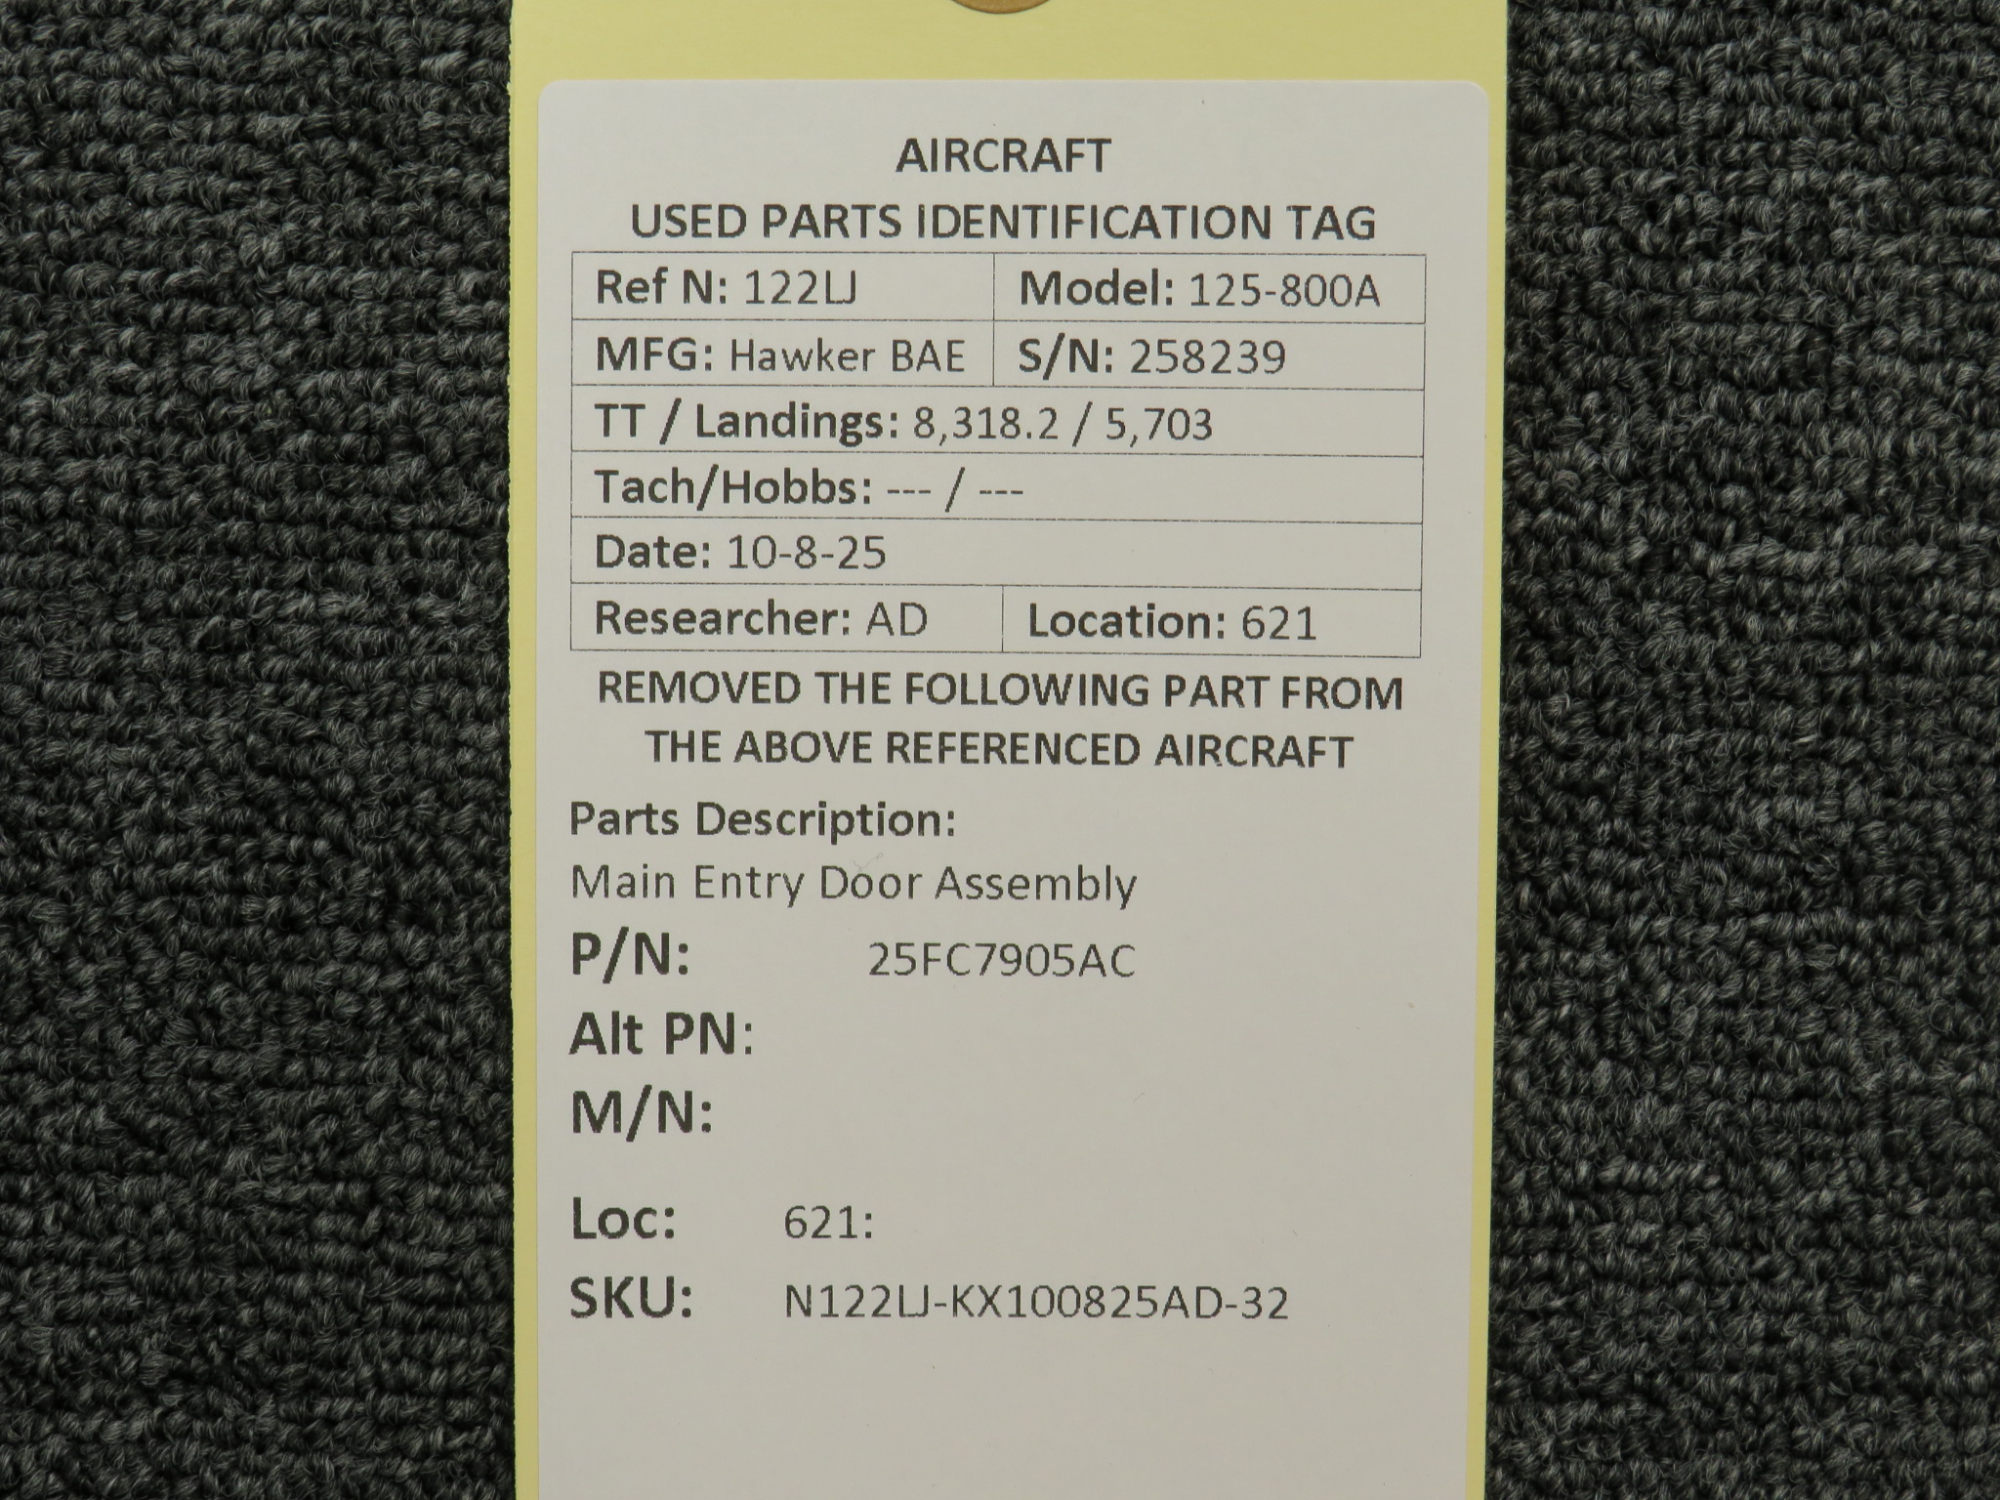 AIRCRAFT
USED PARTS IDENTIFICATION TAG
Ref N: 122LJ Model: 125-800A
MFG: Hawker BAE S/N: 258239
TT / Landings: 8,318.2 / 5,703
Tach/Hobbs: --- / ---
Date: 10-8-25
Researcher: AD Location: 621
REMOVED THE FOLLOWING PART FROM
THE ABOVE REFERENCED AIRCRAFT
Parts Description:
Main Entry Door Assembly
P/N: 25FC7905AC
Alt PN:
M/N:
Loc: 621:
SKU: N122LJ-KX100825AD-32